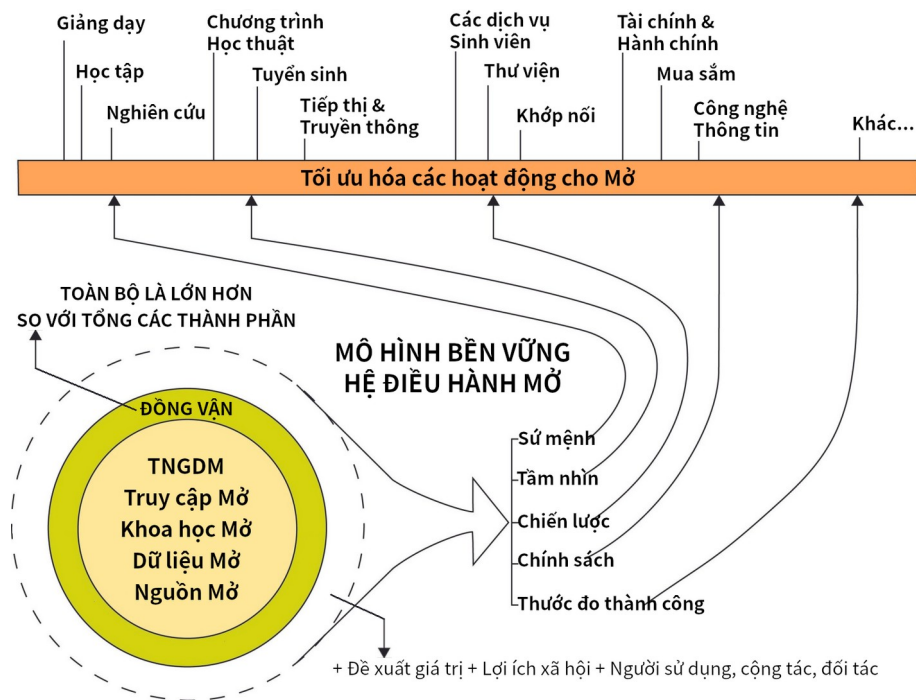 Giảng dạy
Học tập
Nghiên cứu
Chương trình
Học thuật
Tuyển sinh
Tiếp thị &
Truyền thông
Các dịch vụ
Sinh viên
Thư viện
Khớp nối
Tài chính &
Hành chính
Mua sắm
Công nghệ
Thông tin
Khác...
Tối ưu hóa các hoạt động cho Mở
TOÀN BỘ LÀ LỚN HƠN
SO VỚI TỔNG CÁC THÀNH PHẦN
MÔ HÌNH BỀN VỮNG
HỆ ĐIỀU HÀNH MỞ
ĐỒNG VẬN
TNGDM
Truy cập Mở
Khoa học Mở
Dữ liệu Mở
Nguồn Mở
Sứ mệnh
Tầm nhìn
Chiến lược
Chính sách
Thước đo thành công
+ Đề xuất giá trị + Lợi ích xã hội + Người sử dụng, cộng tác, đối tác